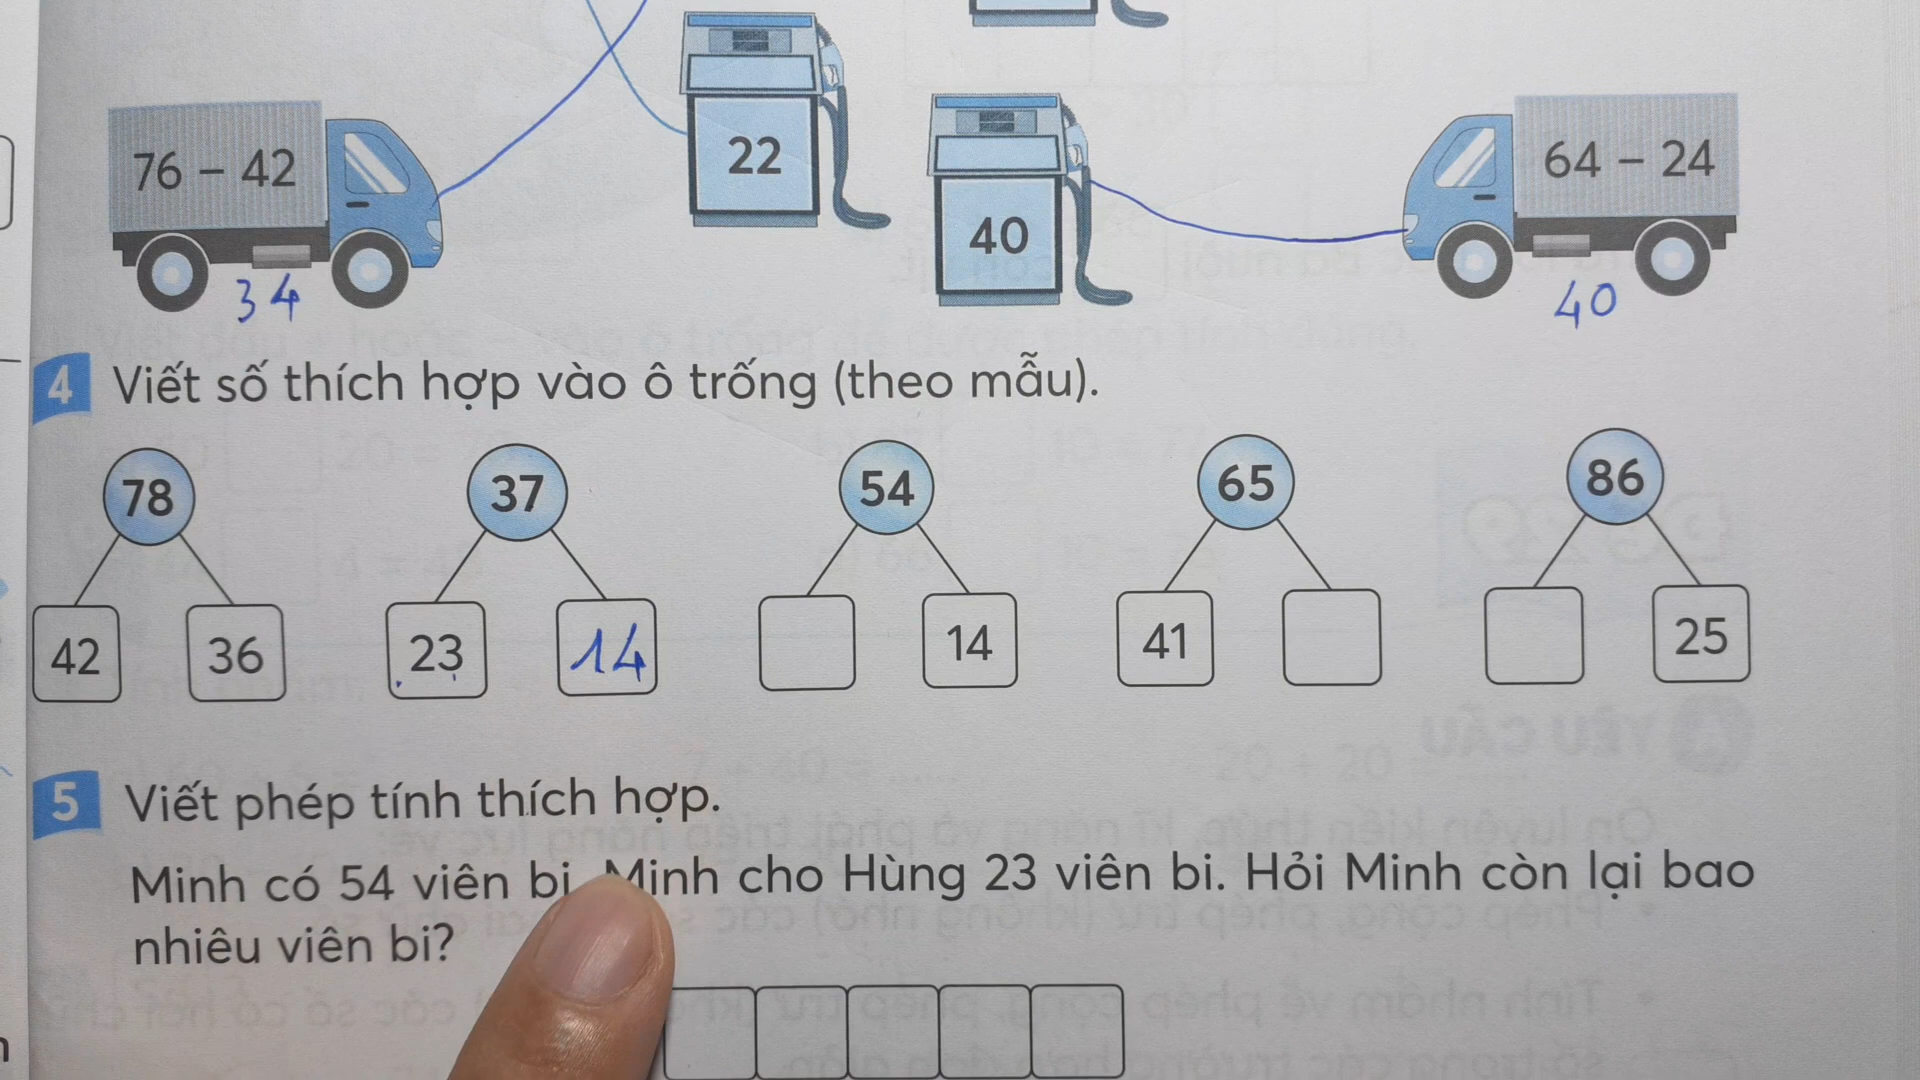 22
76 – 42
64 – 24
40
34
40
4 Viết số thích hợp vào ô trống (theo mẫu).
78 37 54 65 86
42 36 23 14 14 41 25
5 Viết phép tính thích hợp.
Minh có 54 viên bi. Minh cho Hùng 23 viên bi. Hỏi Minh còn lại bao
nhiêu viên bi?